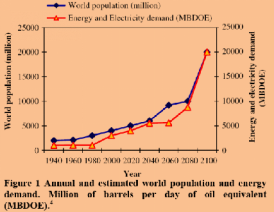 World population (million)
Energy and Electricity demand (MBDOE)
25000 25000
20000 20000
15000 15000
10000 10000
5000 5000
0 0
World population (million)
Energy and electricity demand
(MBDOE)
1940 1960 1980 2000 2020 2040 2060 2080 2100
Year
Figure 1 Annual and estimated world population and energy
demand. Million of barrels per day of oil equivalent
(MBDOE).